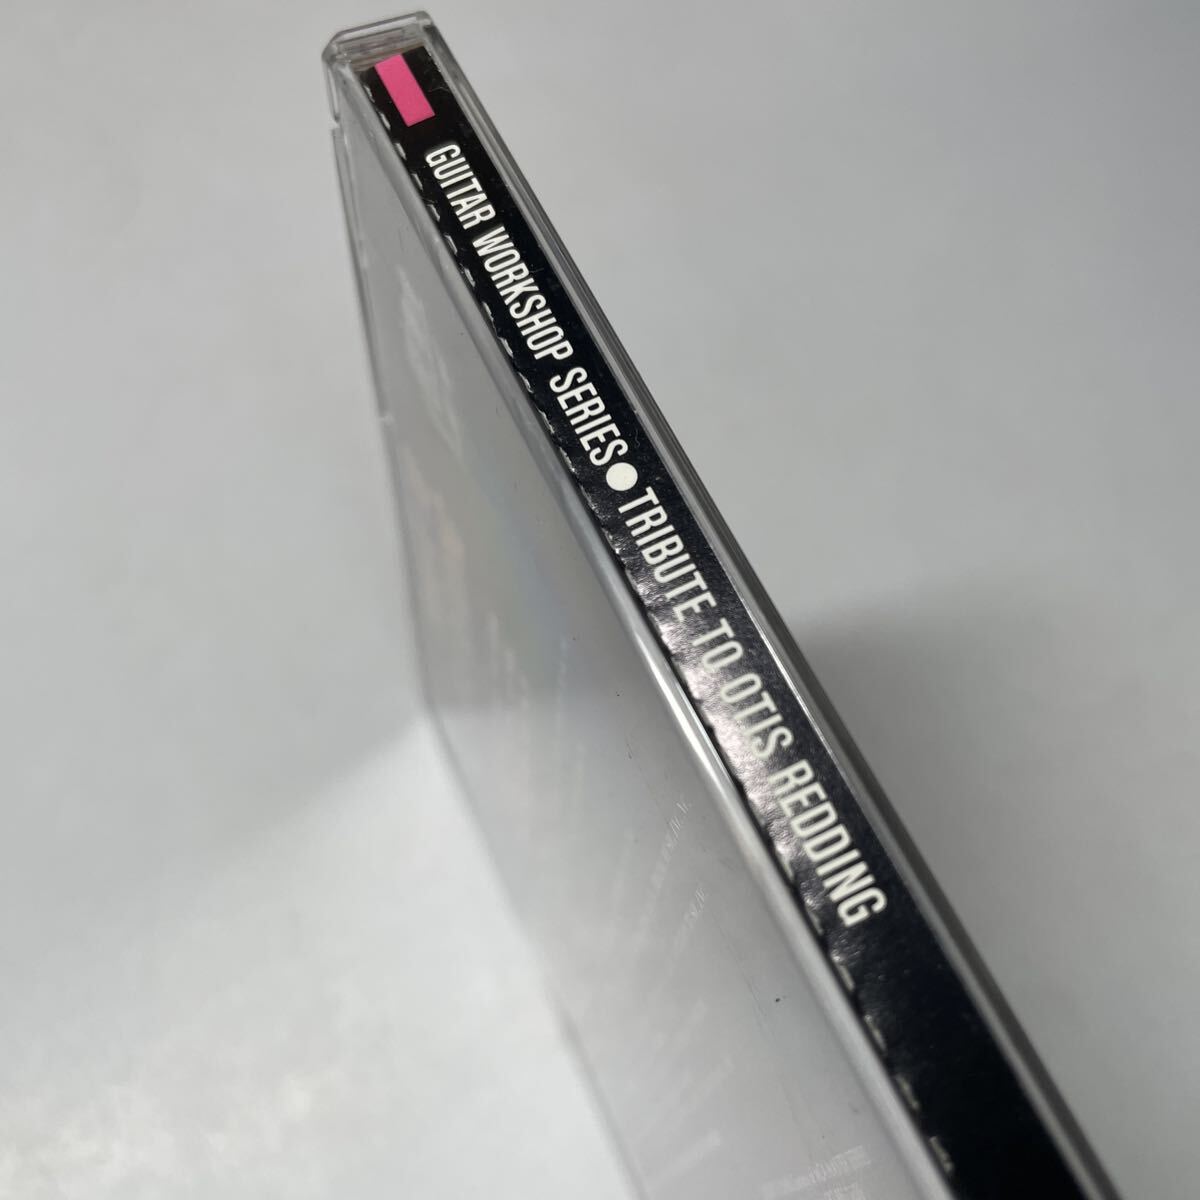 GUITAR WORKSHOP SERIES●TRIBUTE TO OTIS REDDING